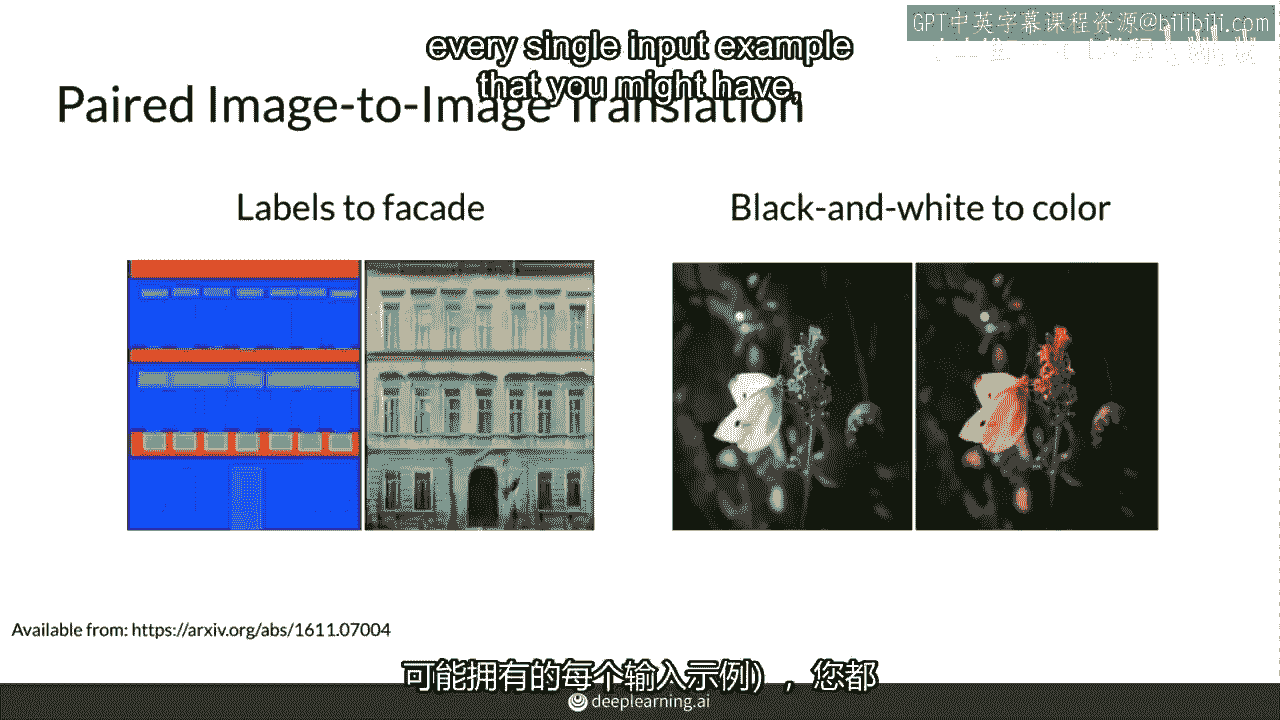 GPT中英字幕课程资源@bilibili.com
every single input example
that you might have,
Paired Image-to-Image Translation
Labels to facade
Black-and-white to color
Available from: https://arxiv.org/abs/1611.07004
可能拥有的每个输入示例) ，您都
deeplearning.ai